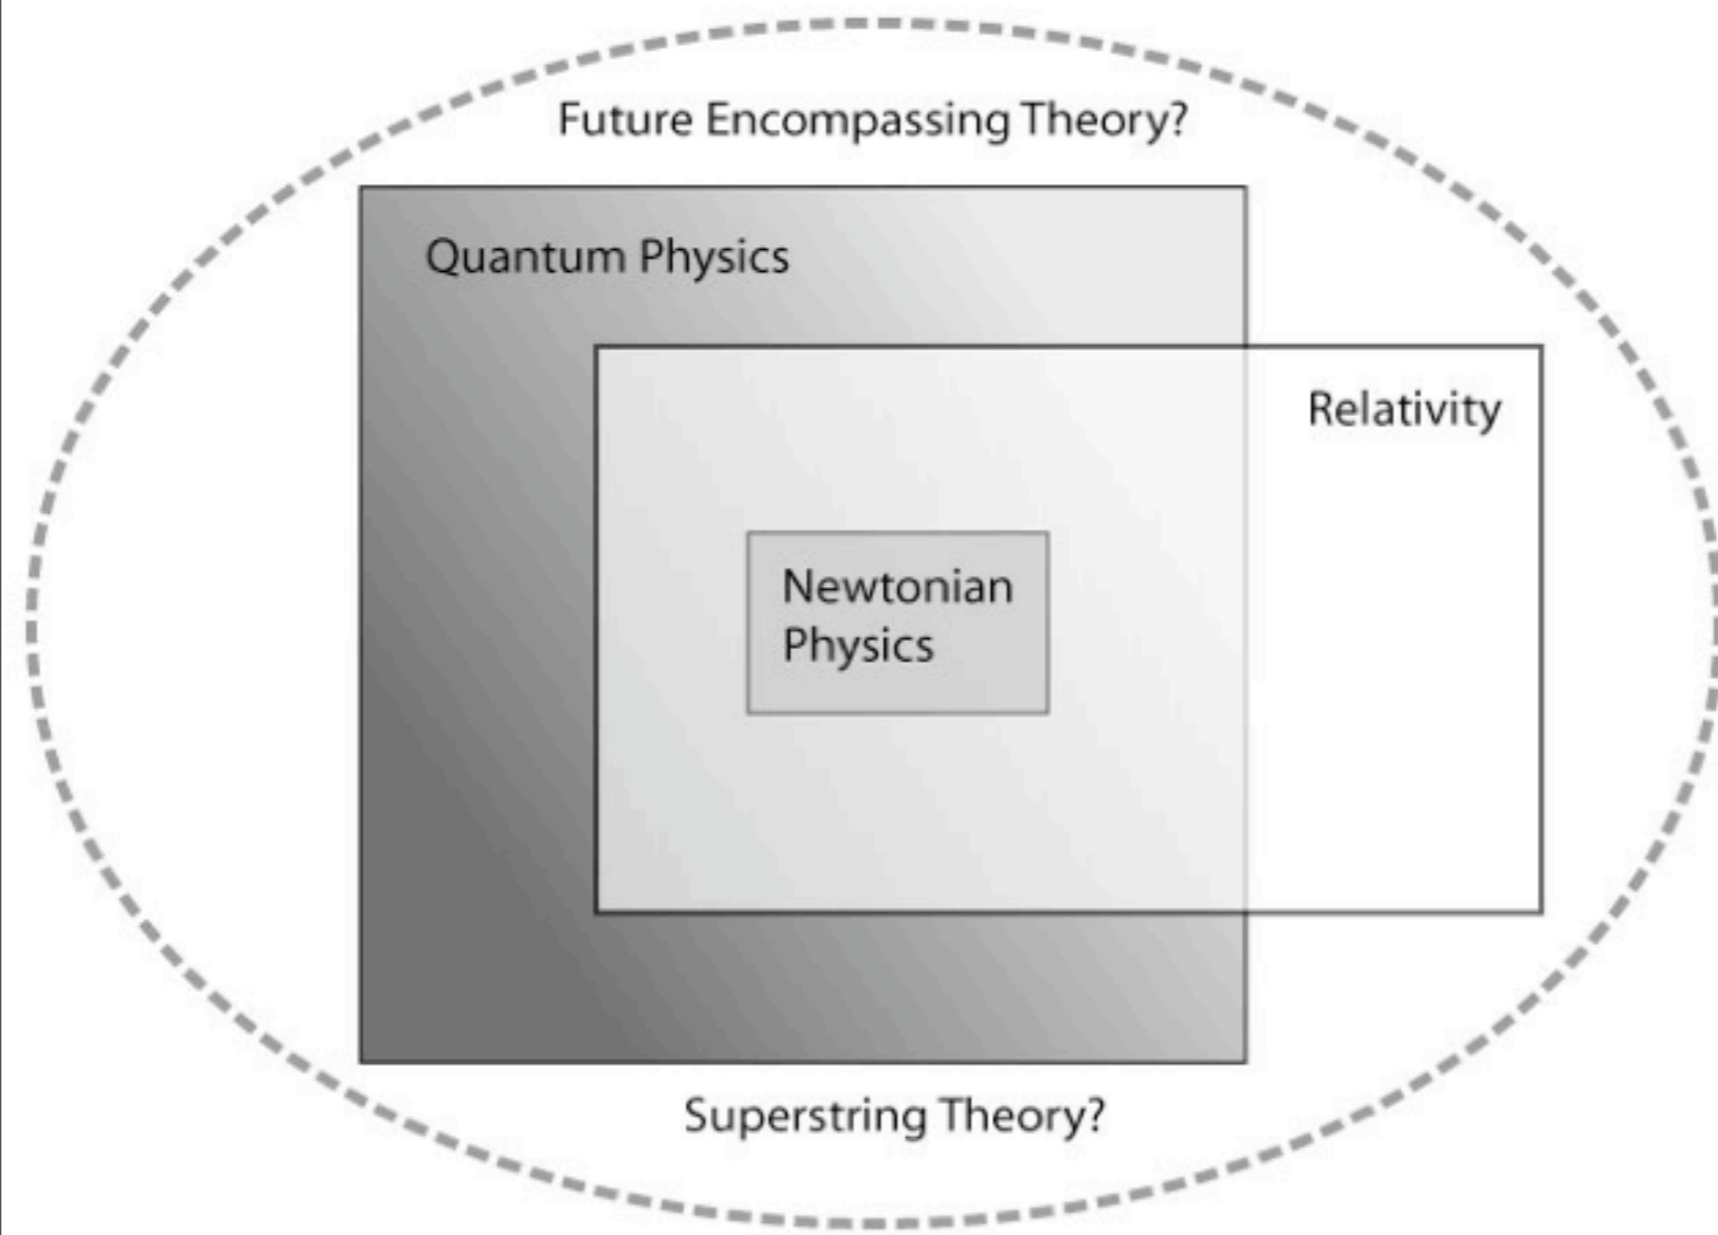 Future Encompassing Theory?
Quantum Physics
Relativity
Newtonian
Physics
Superstring Theory?